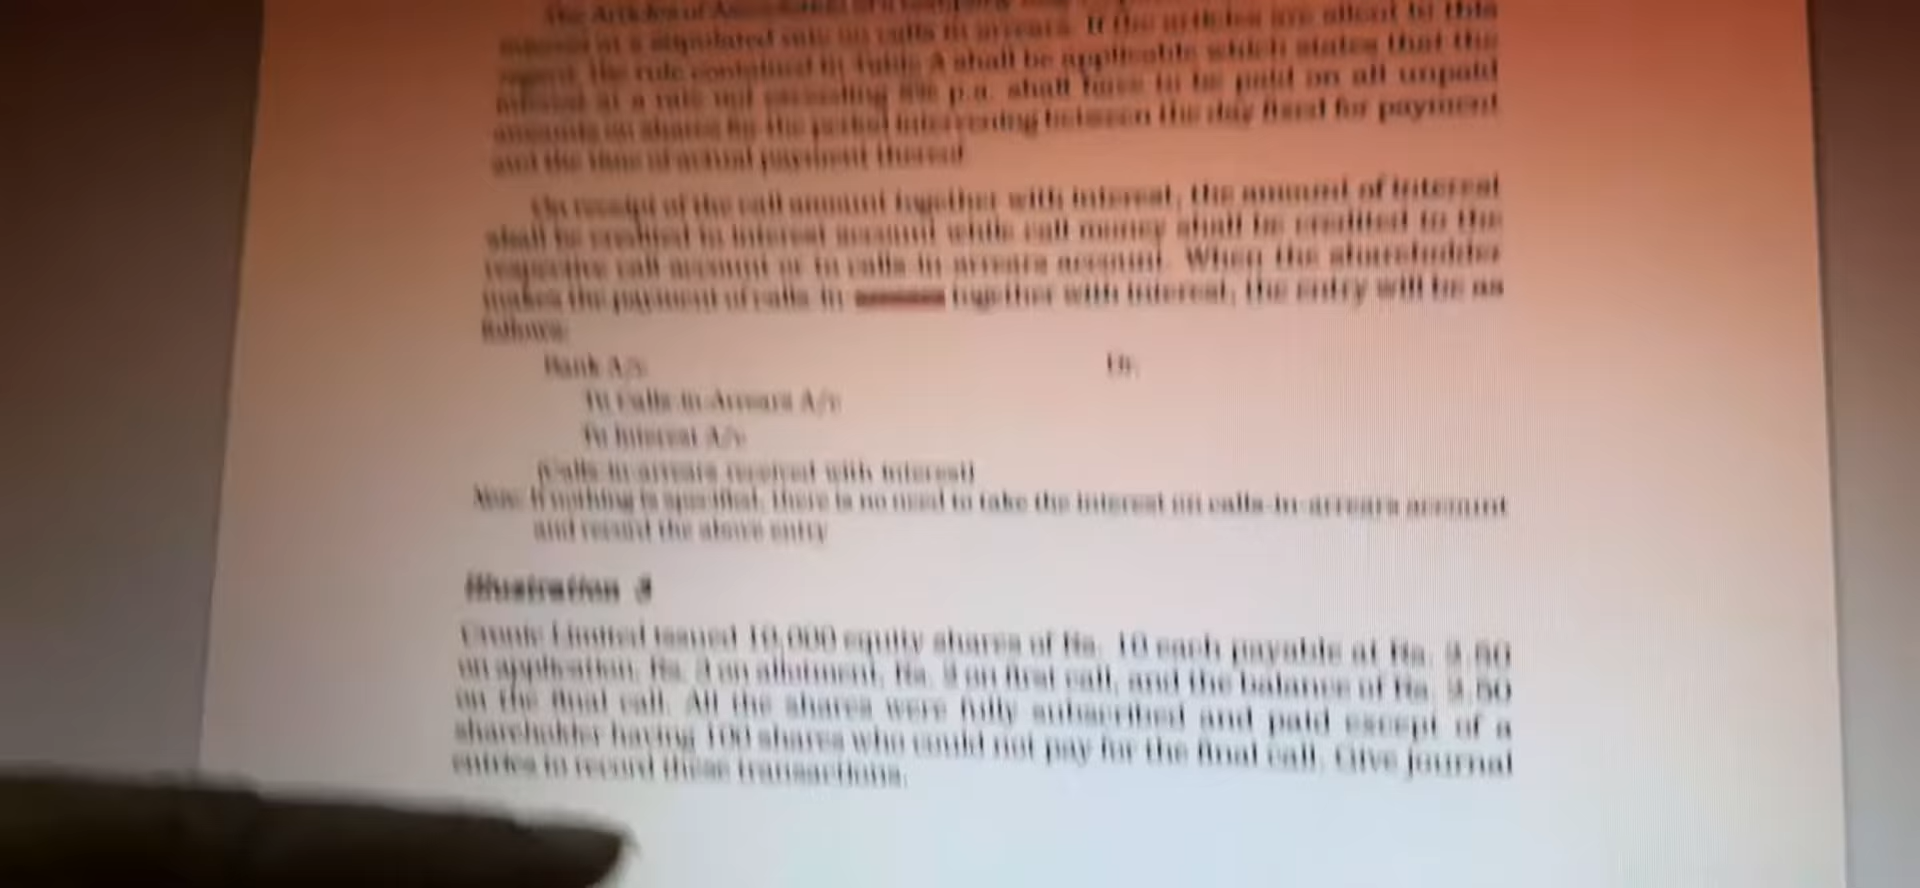 The Articles of Association of a company may
interest at a stipulated rate on calls in arrears. If the articles are silent in this
regard, the rule contained in Table A shall be applicable which states that the
interest at a rate not exceeding 5% p.a. shall have to be paid on all unpaid
amounts on shares for the period intervening between the day fixed for payment
and the time of actual payment thereof.
On receipt of the call amount together with interest, the amount of interest
shall be credited to interest account while call money shall be credited to the
respective call account or to calls-in-arrears account. When the shareholder
makes the payment of calls-in together with interest, the entry will be as
follows:
Bank A/c Dr.
To Calls-in-Arrears A/c
To Interest A/c
(Calls-in-arrears received with interest)
Note: If nothing is specified, there is no need to take the interest on calls-in-arrears account
and record the above entry
Illustration 3
Cronic Limited issued 10,000 equity shares of Rs. 10 each payable at Rs. 2.50
on application, Rs. 3 on allotment, Rs. 2 on first call, and the balance of Rs. 2.50
on the final call. All the shares were fully subscribed and paid except of a
shareholder having 100 shares who could not pay for the final call. Give journal
entries to record these transactions.